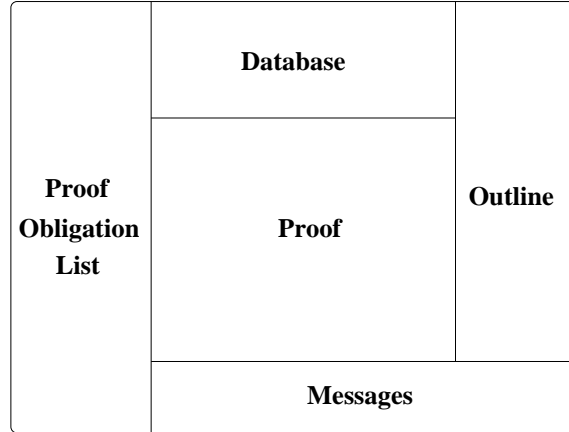 Proof
Obligation
List
Database
Proof
Outline
Messages